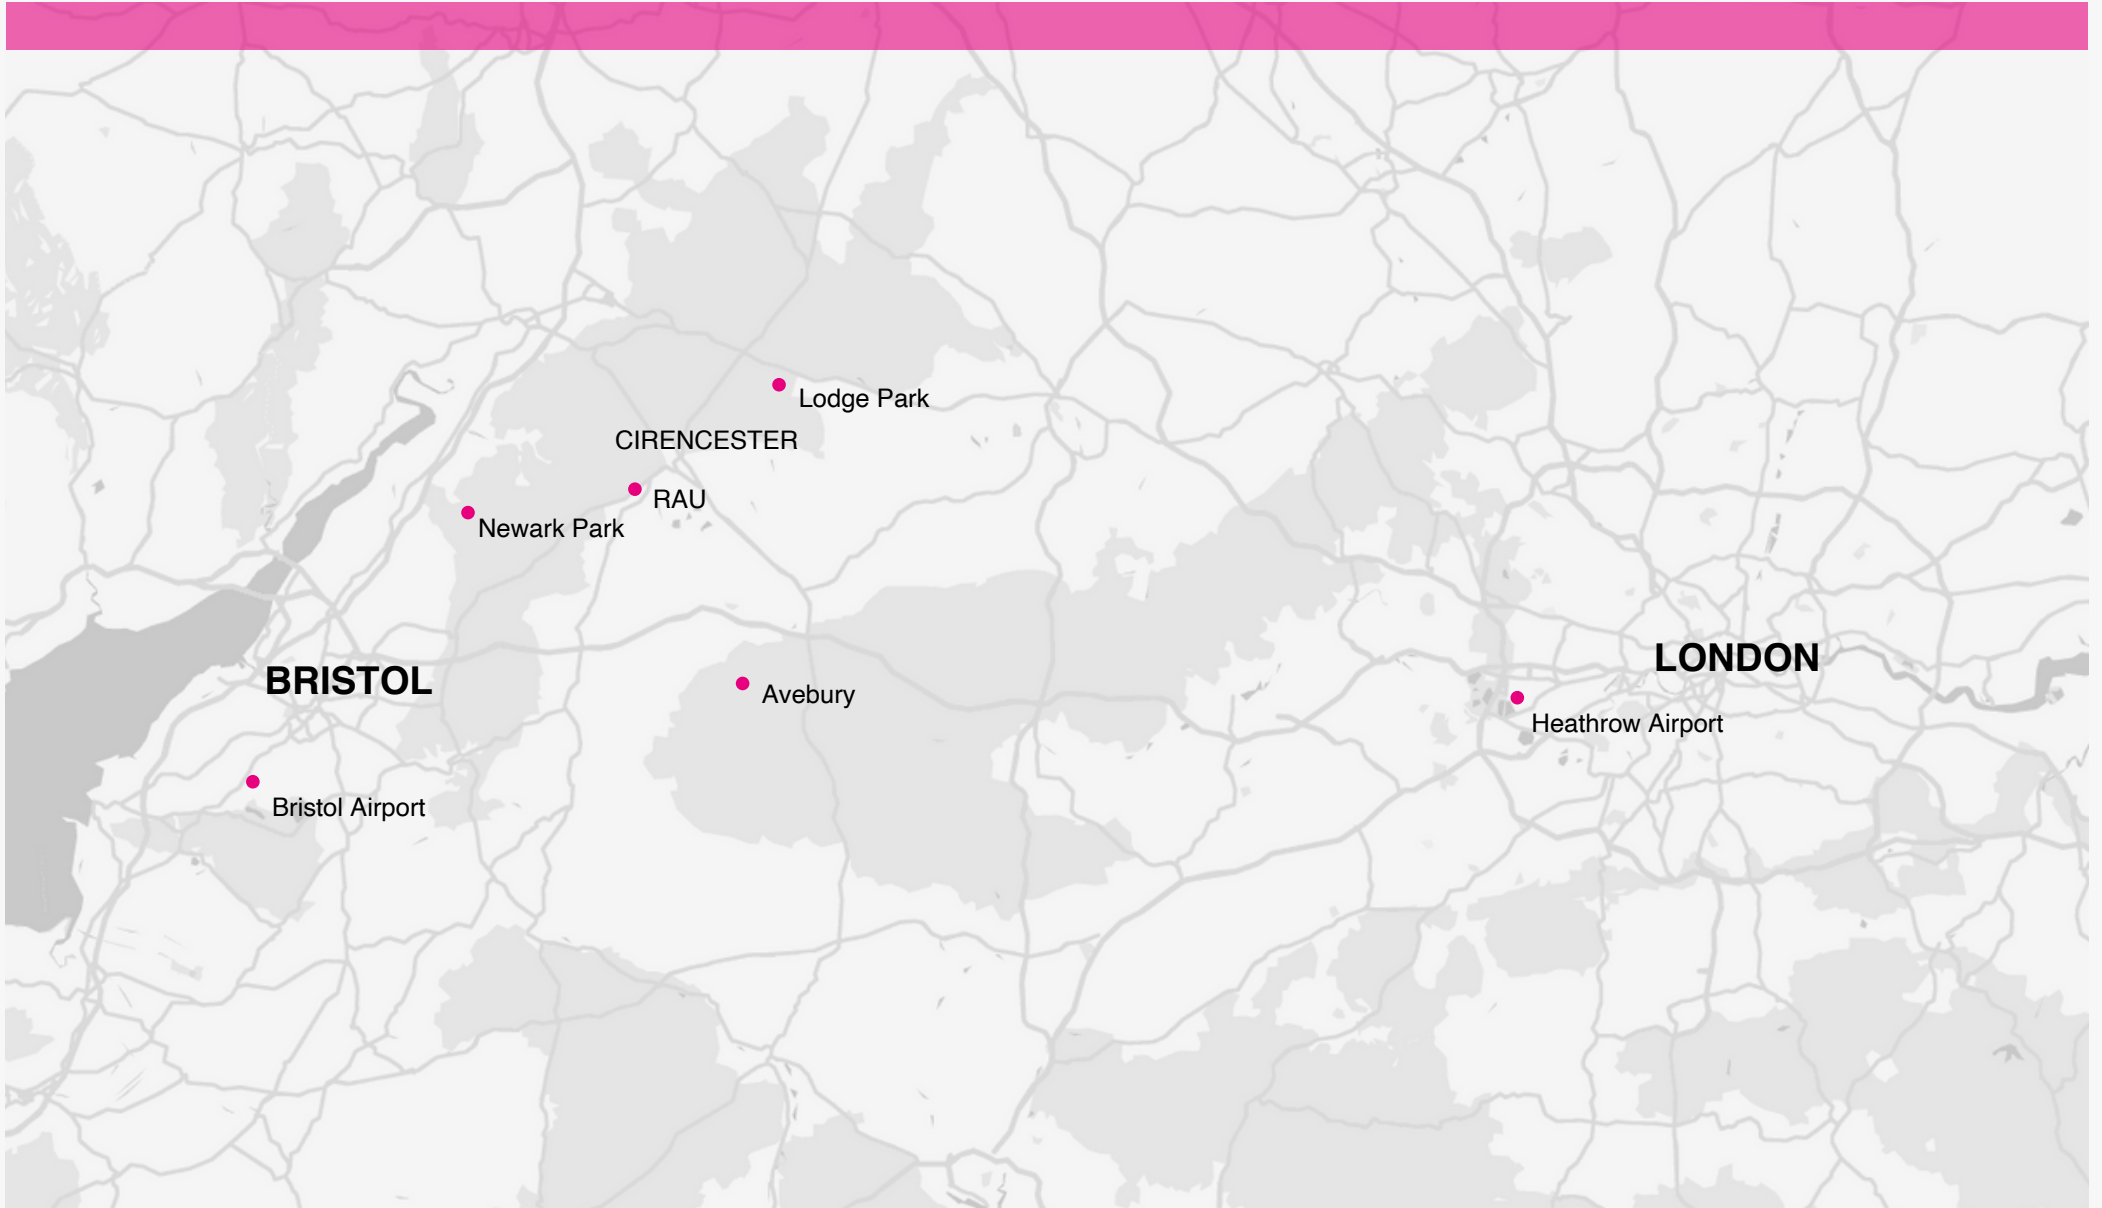 Lodge Park
CIRENCESTER
RAU
Newark Park
LONDON
BRISTOL
Avebury
Heathrow Airport
Bristol Airport